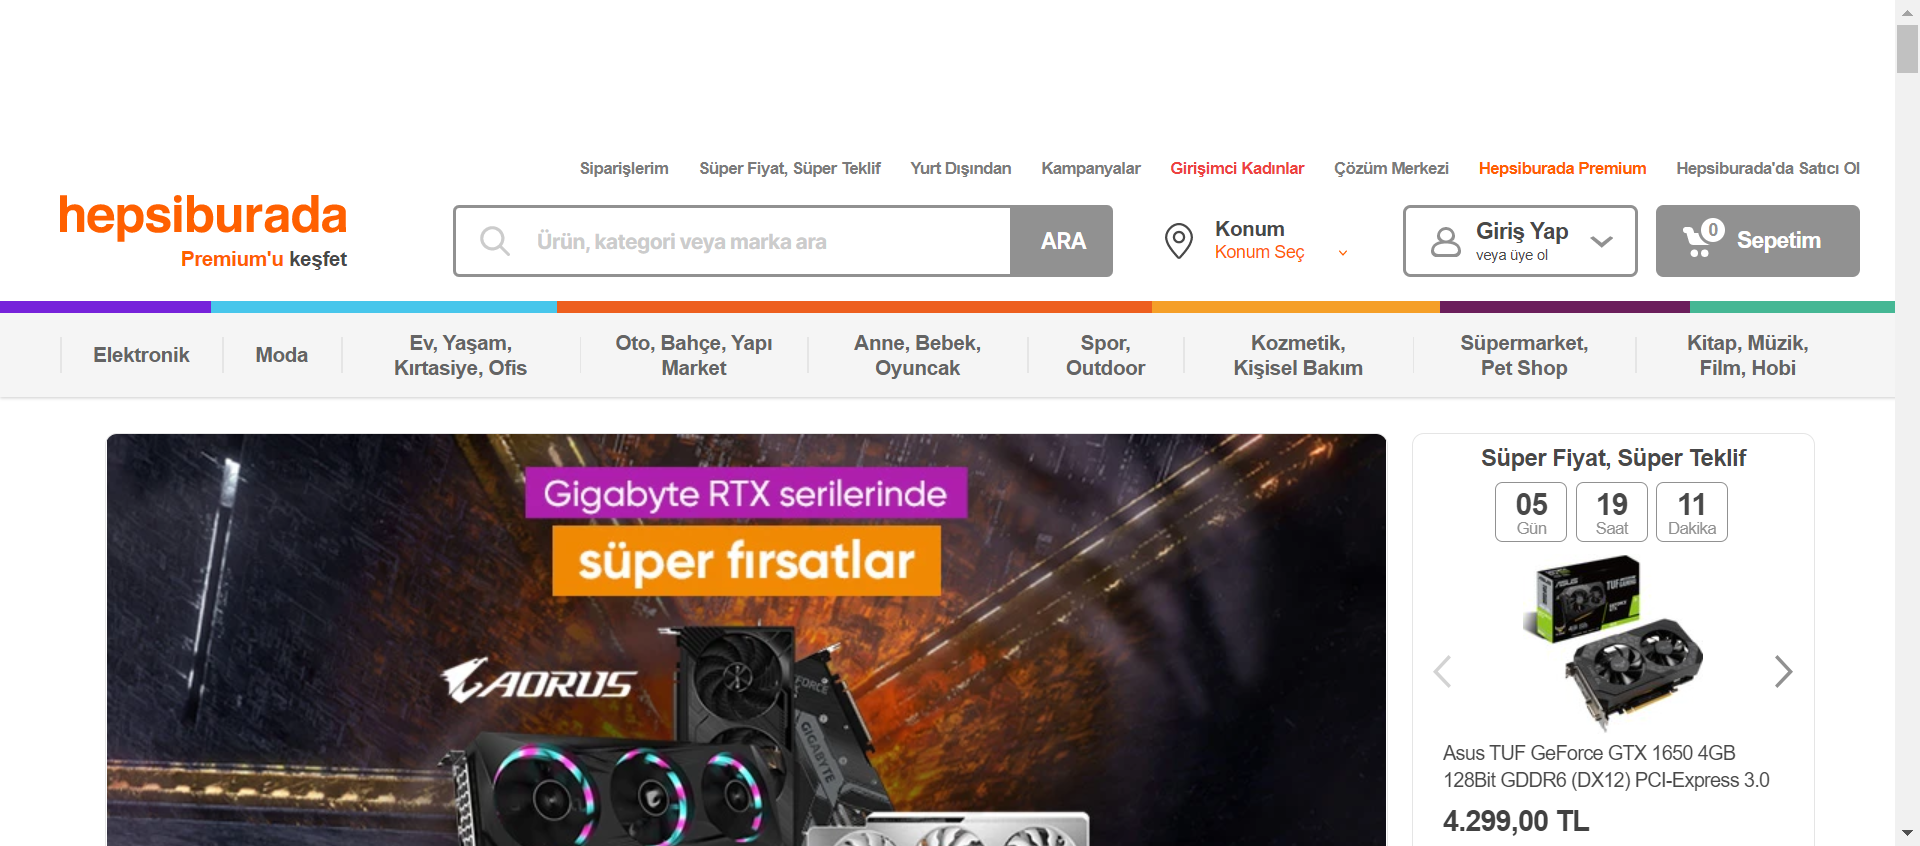 Siparişlerim Süper Fiyat, Süper Teklif Yurt Dışından Kampanyalar Girişimci Kadınlar Çözüm Merkezi Hepsiburada Premium Hepsiburada'da Satıcı Ol
hepsiburada
Premium'u keşfet
Ürün, kategori veya marka ara
ARA
Konum
Konum Seç
Giriş Yap
veya üye ol
0
Sepetim
Elektronik
Moda
Ev, Yaşam,
Kırtasiye, Ofis
Oto, Bahçe, Yapı
Market
Anne, Bebek,
Oyuncak
Spor,
Outdoor
Kozmetik,
Kişisel Bakım
Süpermarket,
Pet Shop
Kitap, Müzik,
Film, Hobi
Gigabyte RTX serilerinde
süper fırsatlar
AORUS
GIGABYTE
Süper Fiyat, Süper Teklif
05 19 11
Gün Saat Dakika
ASUS
TUF
Asus TUF GeForce GTX 1650 4GB
128Bit GDDR6 (DX12) PCI-Express 3.0
4.299,00 TL